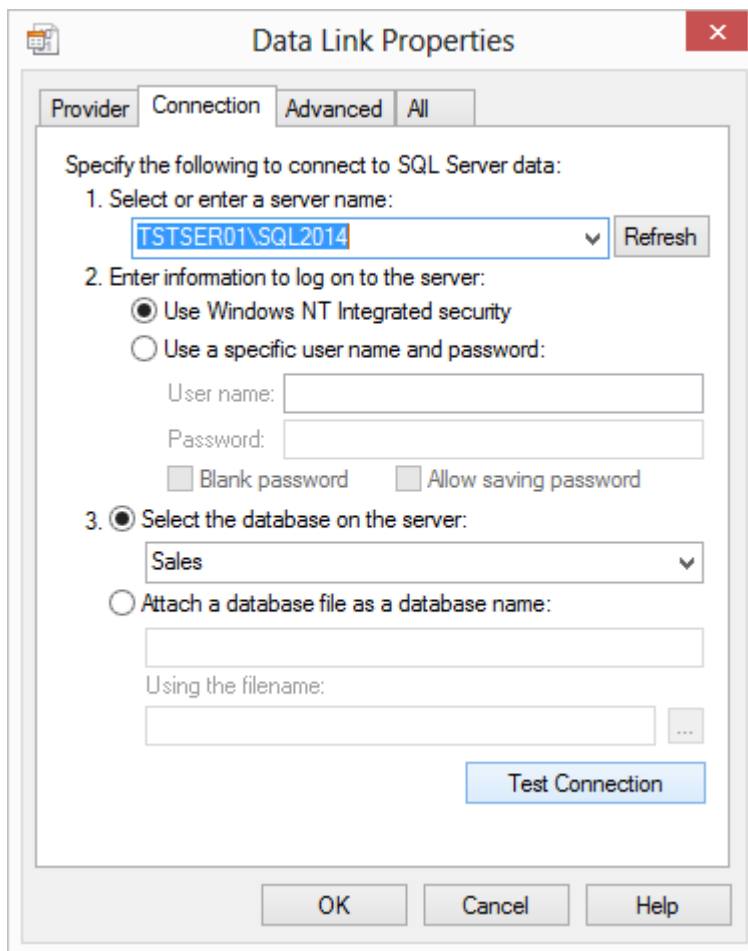 Data Link Properties
Provider Connection Advanced All
Specify the following to connect to SQL Server data:
1. Select or enter a server name:
TSTSER01\SQL2014 Refresh
2. Enter information to log on to the server:
Use Windows NT Integrated security
Use a specific user name and password:
User name:
Password:
Blank password Allow saving password
3. Select the database on the server:
Sales
Attach a database file as a database name:
Using the filename:
...
Test Connection
OK Cancel Help